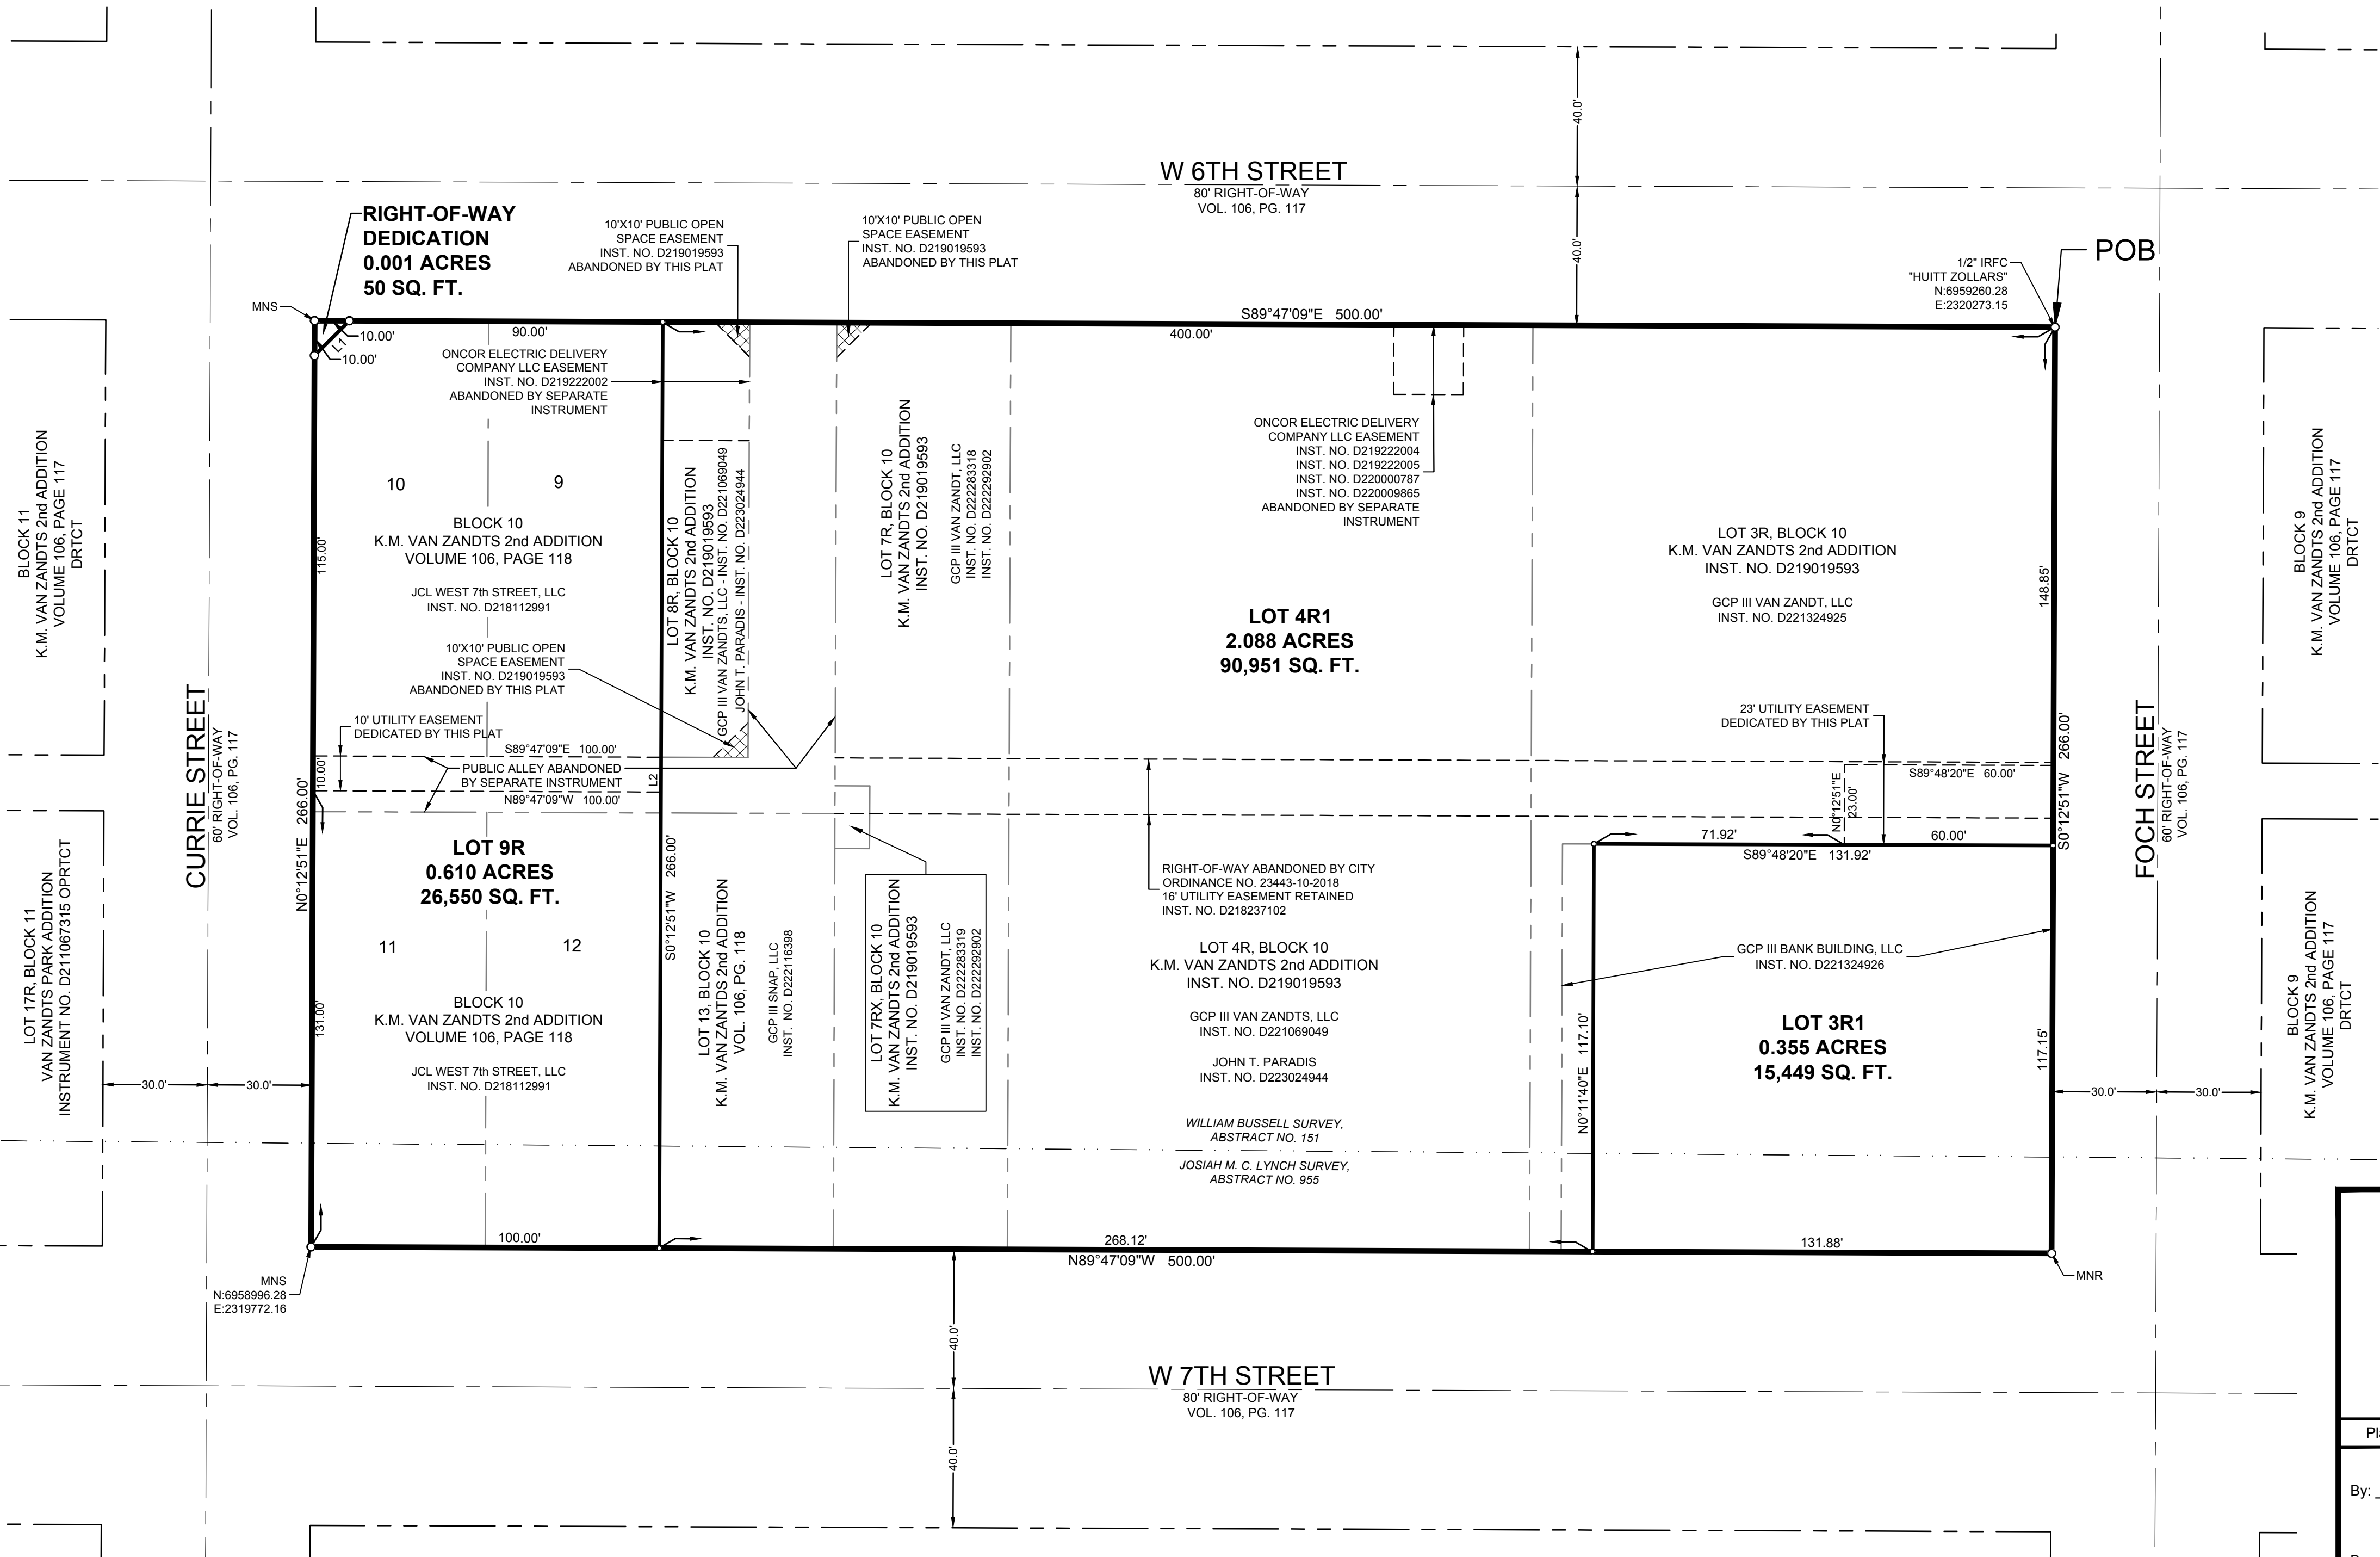 W 6TH STREET
80' RIGHT-OF-WAY
VOL. 106, PG. 117
40.0'
40.0'
RIGHT-OF-WAY
DEDICATION
0.001 ACRES
50 SQ. FT.
10'X10' PUBLIC OPEN
SPACE EASEMENT
INST. NO. D219019593
ABANDONED BY THIS PLAT
10'X10' PUBLIC OPEN
SPACE EASEMENT
INST. NO. D219019593
ABANDONED BY THIS PLAT
POB
1/2" IRFC
"HUITT ZOLLARS"
N:6959260.28
E:2320273.15
MNS
10.00'
L1
10.00'
90.00'
S89°47'09"E 500.00'
400.00'
ONCOR ELECTRIC DELIVERY
COMPANY LLC EASEMENT
INST. NO. D219222002
ABANDONED BY SEPARATE
INSTRUMENT
ONCOR ELECTRIC DELIVERY
COMPANY LLC EASEMENT
INST. NO. D219222004
INST. NO. D219222005
INST. NO. D220000787
INST. NO. D220009865
ABANDONED BY SEPARATE
INSTRUMENT
BLOCK 11
K.M. VAN ZANDTS 2nd ADDITION
VOLUME 106, PAGE 117
DRTCT
10
9
BLOCK 10
K.M. VAN ZANDTS 2nd ADDITION
VOLUME 106, PAGE 118
JCL WEST 7th STREET, LLC
INST. NO. D218112991
115.00'
LOT 8R, BLOCK 10
K.M. VAN ZANDTS 2nd ADDITION
INST. NO. D219019593
GCP III VAN ZANDTS, LLC - INST. NO. D221069049
JOHN T. PARADIS - INST. NO. D223024944
LOT 7R, BLOCK 10
K.M. VAN ZANDTS 2nd ADDITION
INST. NO. D219019593
GCP III VAN ZANDT, LLC
INST. NO. D222283318
INST. NO. D222292902
LOT 4R1
2.088 ACRES
90,951 SQ. FT.
LOT 3R, BLOCK 10
K.M. VAN ZANDTS 2nd ADDITION
INST. NO. D219019593
GCP III VAN ZANDT, LLC
INST. NO. D221324925
148.85'
BLOCK 9
K.M. VAN ZANDTS 2nd ADDITION
VOLUME 106, PAGE 117
DRTCT
10'X10' PUBLIC OPEN
SPACE EASEMENT
INST. NO. D219019593
ABANDONED BY THIS PLAT
10' UTILITY EASEMENT
DEDICATED BY THIS PLAT
S89°47'09"E 100.00'
PUBLIC ALLEY ABANDONED
BY SEPARATE INSTRUMENT
N89°47'09"W 100.00'
10.00'
L2
CURRIE STREET
60' RIGHT-OF-WAY
VOL. 106, PG. 117
N0°12'51"E 266.00'
23' UTILITY EASEMENT
DEDICATED BY THIS PLAT
S89°48'20"E 60.00'
N0°12'51"E
23.00'
71.92'
60.00'
S89°48'20"E 131.92'
S0°12'51"W 266.00'
FOCH STREET
60' RIGHT-OF-WAY
VOL. 106, PG. 117
LOT 9R
0.610 ACRES
26,550 SQ. FT.
S0°12'51"W 266.00'
RIGHT-OF-WAY ABANDONED BY CITY
ORDINANCE NO. 23443-10-2018
16' UTILITY EASEMENT RETAINED
INST. NO. D218237102
LOT 17R, BLOCK 11
VAN ZANDTS PARK ADDITION
INSTRUMENT NO. D211067315 OPRTCT
11
12
BLOCK 10
K.M. VAN ZANDTS 2nd ADDITION
VOLUME 106, PAGE 118
JCL WEST 7th STREET, LLC
INST. NO. D218112991
131.00'
LOT 13, BLOCK 10
K.M. VAN ZANTDS 2nd ADDITION
VOL. 106, PG. 118
GCP III SNAP, LLC
INST. NO. D222116398
LOT 7RX, BLOCK 10
K.M. VAN ZANDTS 2nd ADDITION
INST. NO. D219019593
GCP III VAN ZANDT, LLC
INST. NO. D222283319
INST. NO. D222292902
LOT 4R, BLOCK 10
K.M. VAN ZANDTS 2nd ADDITION
INST. NO. D219019593
GCP III VAN ZANDTS, LLC
INST. NO. D221069049
JOHN T. PARADIS
INST. NO. D223024944
WILLIAM BUSSELL SURVEY,
ABSTRACT NO. 151
JOSIAH M. C. LYNCH SURVEY,
ABSTRACT NO. 955
GCP III BANK BUILDING, LLC
INST. NO. D221324926
LOT 3R1
0.355 ACRES
15,449 SQ. FT.
N0°11'40"E 117.10'
117.15'
BLOCK 9
K.M. VAN ZANDTS 2nd ADDITION
VOLUME 106, PAGE 117
DRTCT
30.0'
30.0'
30.0'
30.0'
100.00'
268.12'
N89°47'09"W 500.00'
131.88'
MNS
N:6958996.28
E:2319772.16
MNR
40.0'
W 7TH STREET
80' RIGHT-OF-WAY
VOL. 106, PG. 117
40.0'
By: